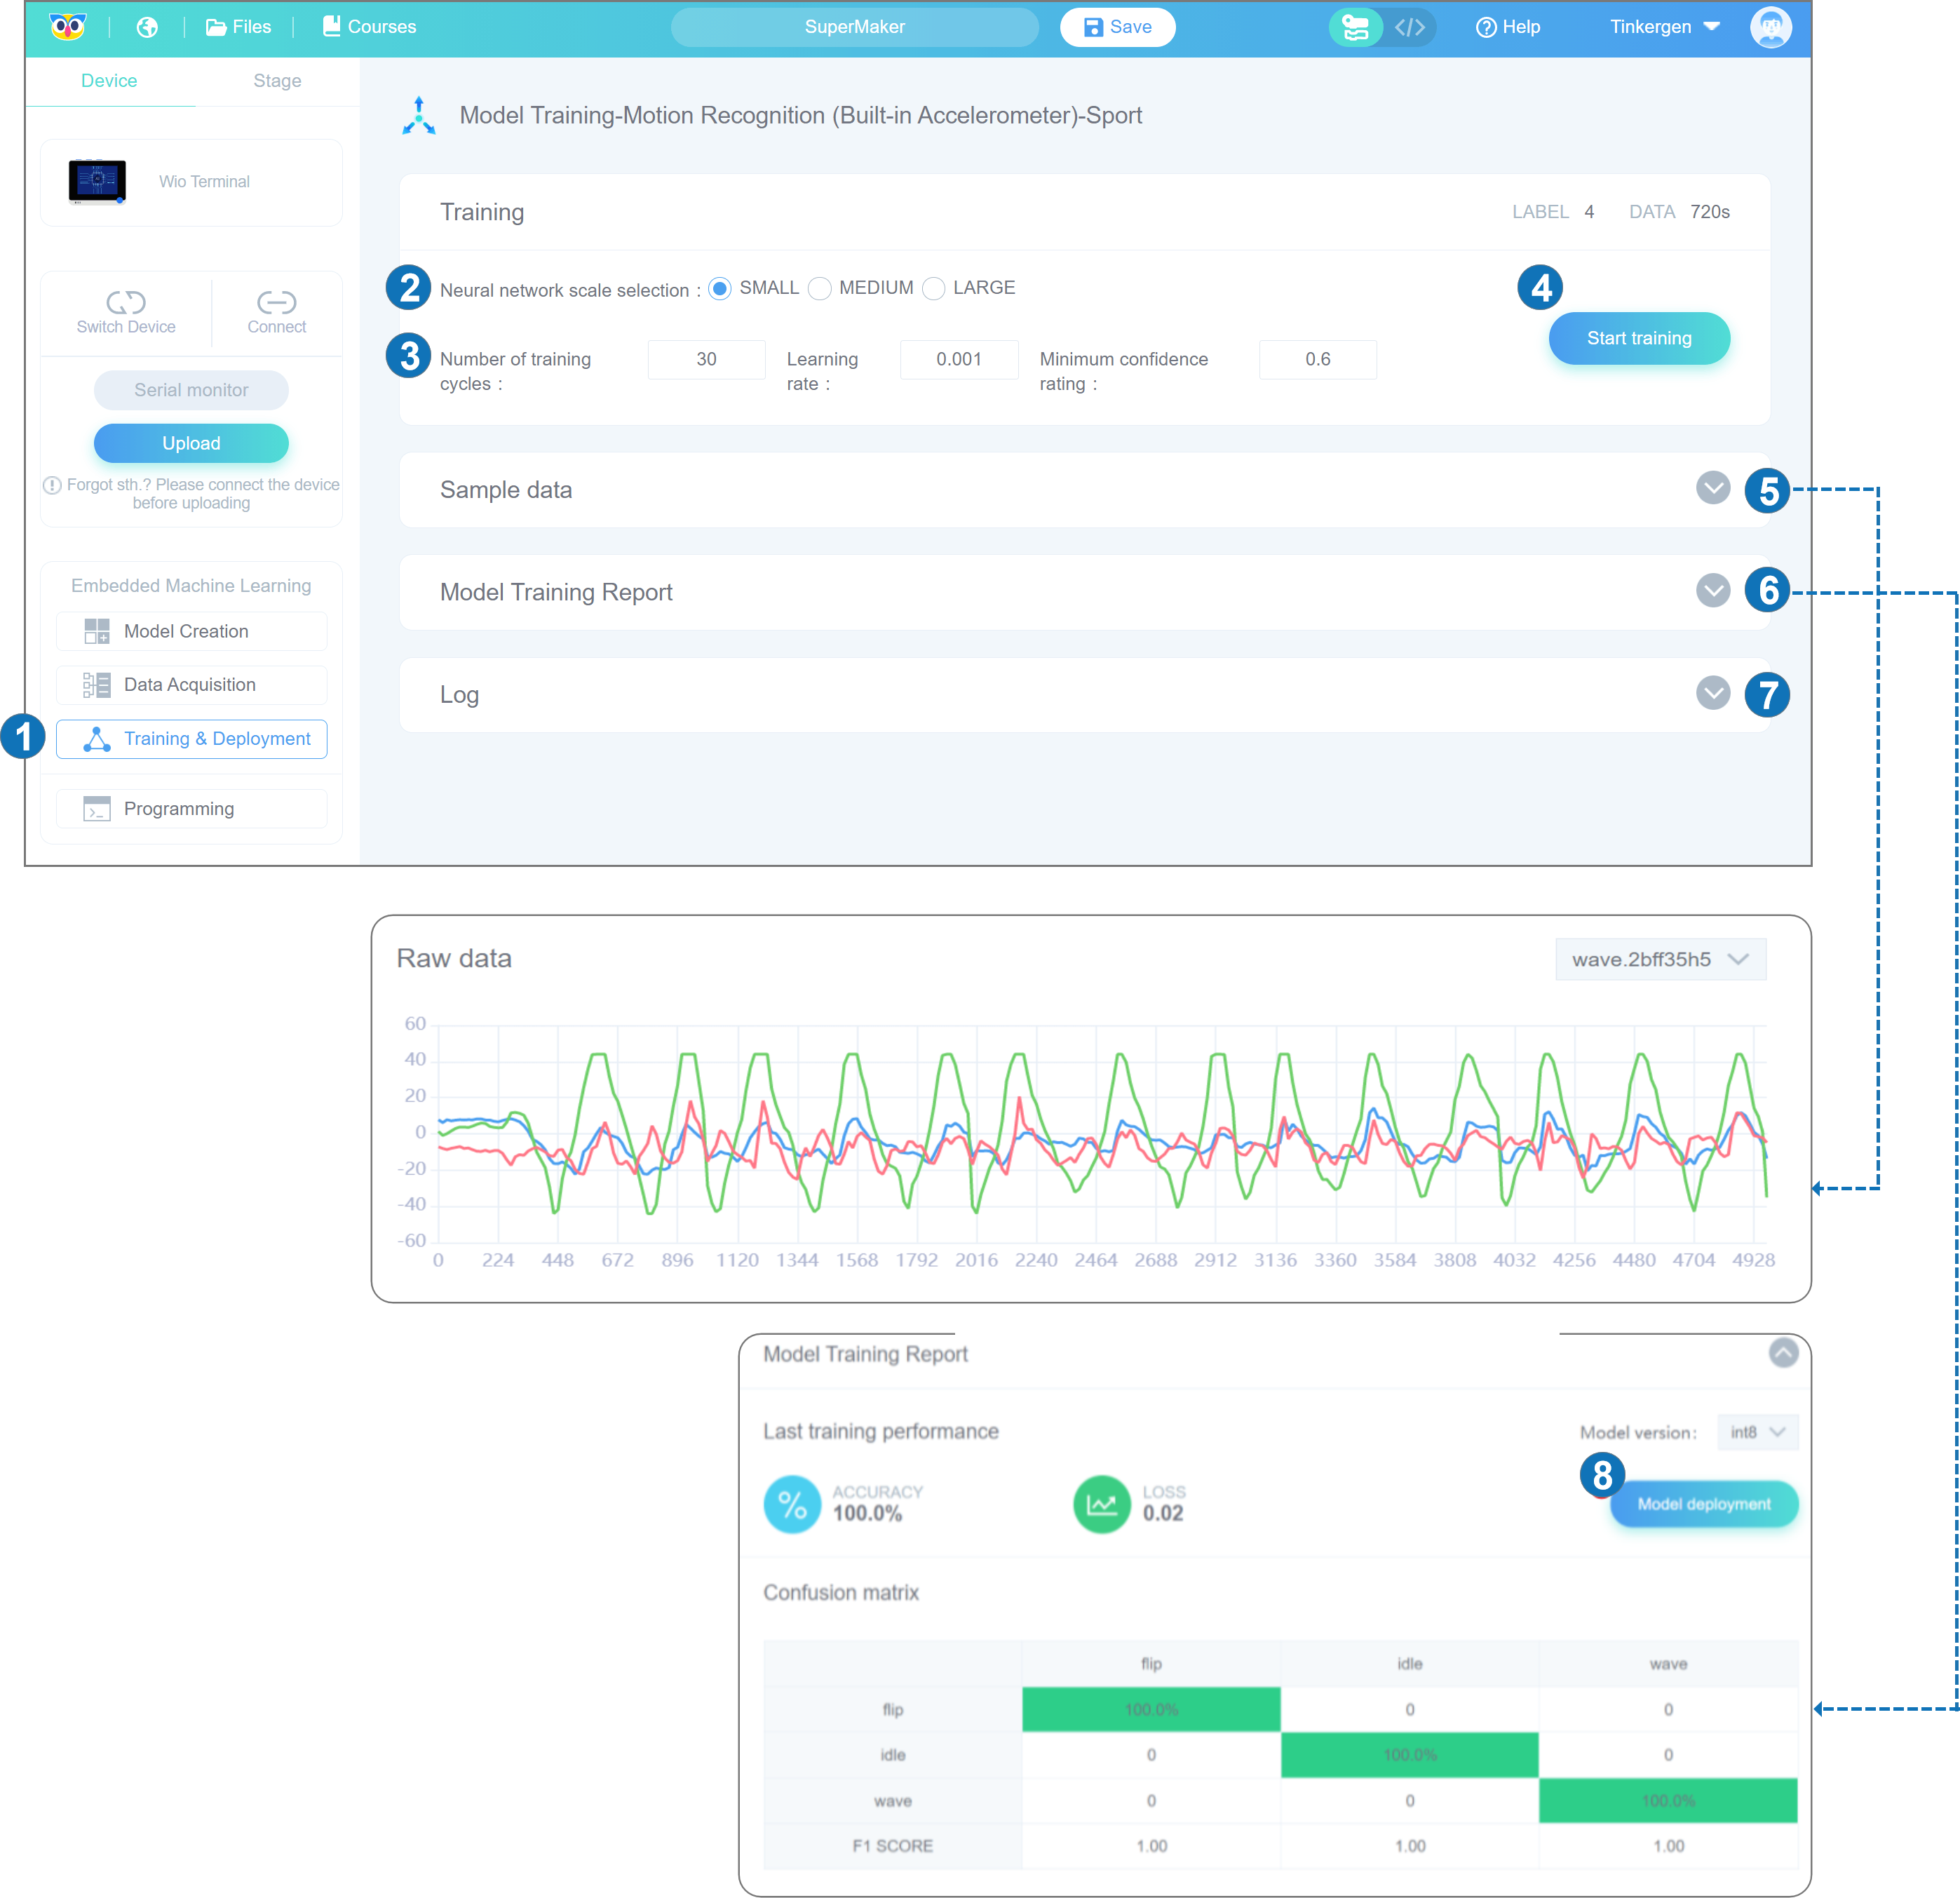 Files
Courses
SuperMaker
Save
</>
Help
Tinkergen
Device
Stage
Model Training-Motion Recognition (Built-in Accelerometer)-Sport
Wio Terminal
Training
LABEL 4 DATA 720s
2 Neural network scale selection : SMALL MEDIUM LARGE
4
Start training
Switch Device
Connect
3 Number of training cycles : 30 Learning rate : 0.001 Minimum confidence rating : 0.6
Serial monitor
Upload
Forgot sth.? Please connect the device
before uploading
Sample data
5
Model Training Report
6
Log
7
Embedded Machine Learning
Model Creation
Data Acquisition
1 Training & Deployment
Programming
Raw data
wave.2bff35h5
60
40
20
0
-20
-40
-60
0 224 448 672 896 1120 1344 1568 1792 2016 2240 2464 2688 2912 3136 3360 3584 3808 4032 4256 4480 4704 4928
Model Training Report
Last training performance
Model version: int8
% ACCURACY
100.0%
LOSS
0.02
8 Model deployment
Confusion matrix
flip idle wave
flip 100.0% 0 0
idle 0 100.0% 0
wave 0 0 100.0%
F1 SCORE 1.00 1.00 1.00